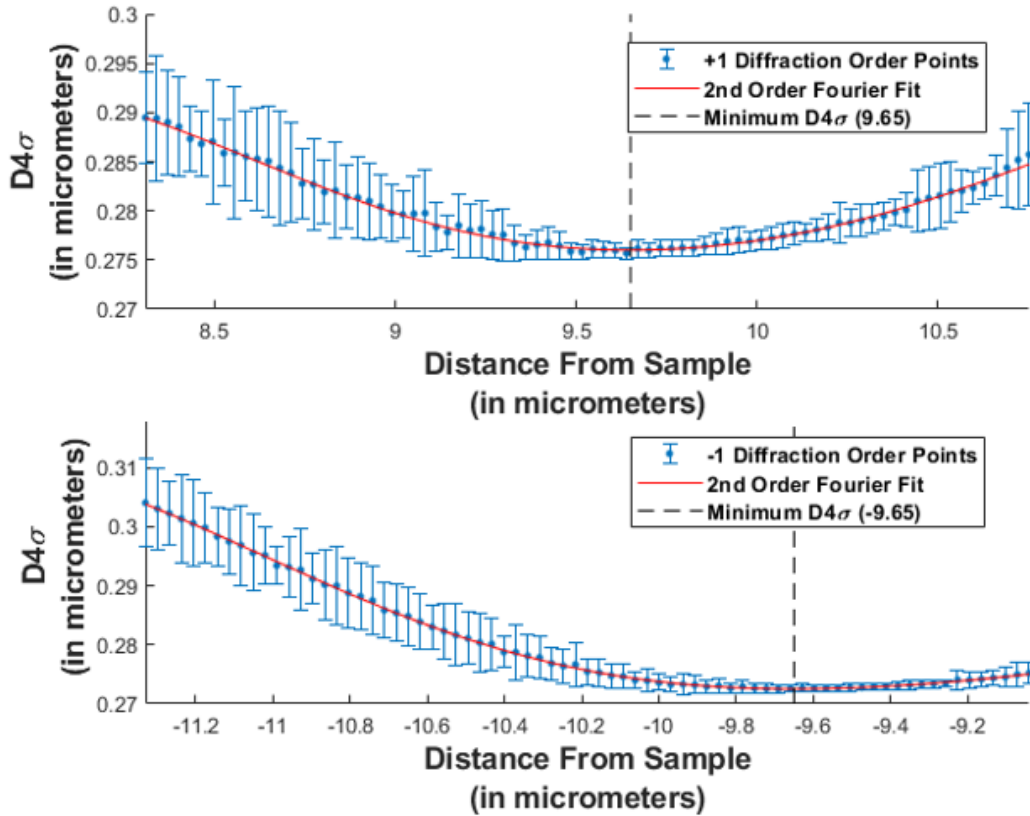 0.3
0.295
0.29
0.285
0.28
0.275
0.27
D4σ
(in micrometers)
+1 Diffraction Order Points
2nd Order Fourier Fit
Minimum D4σ (9.65)
8.5 9 9.5 10 10.5
Distance From Sample
(in micrometers)
0.31
0.3
0.29
0.28
0.27
D4σ
(in micrometers)
-1 Diffraction Order Points
2nd Order Fourier Fit
Minimum D4σ (-9.65)
-11.2 -11 -10.8 -10.6 -10.4 -10.2 -10 -9.8 -9.6 -9.4 -9.2
Distance From Sample
(in micrometers)